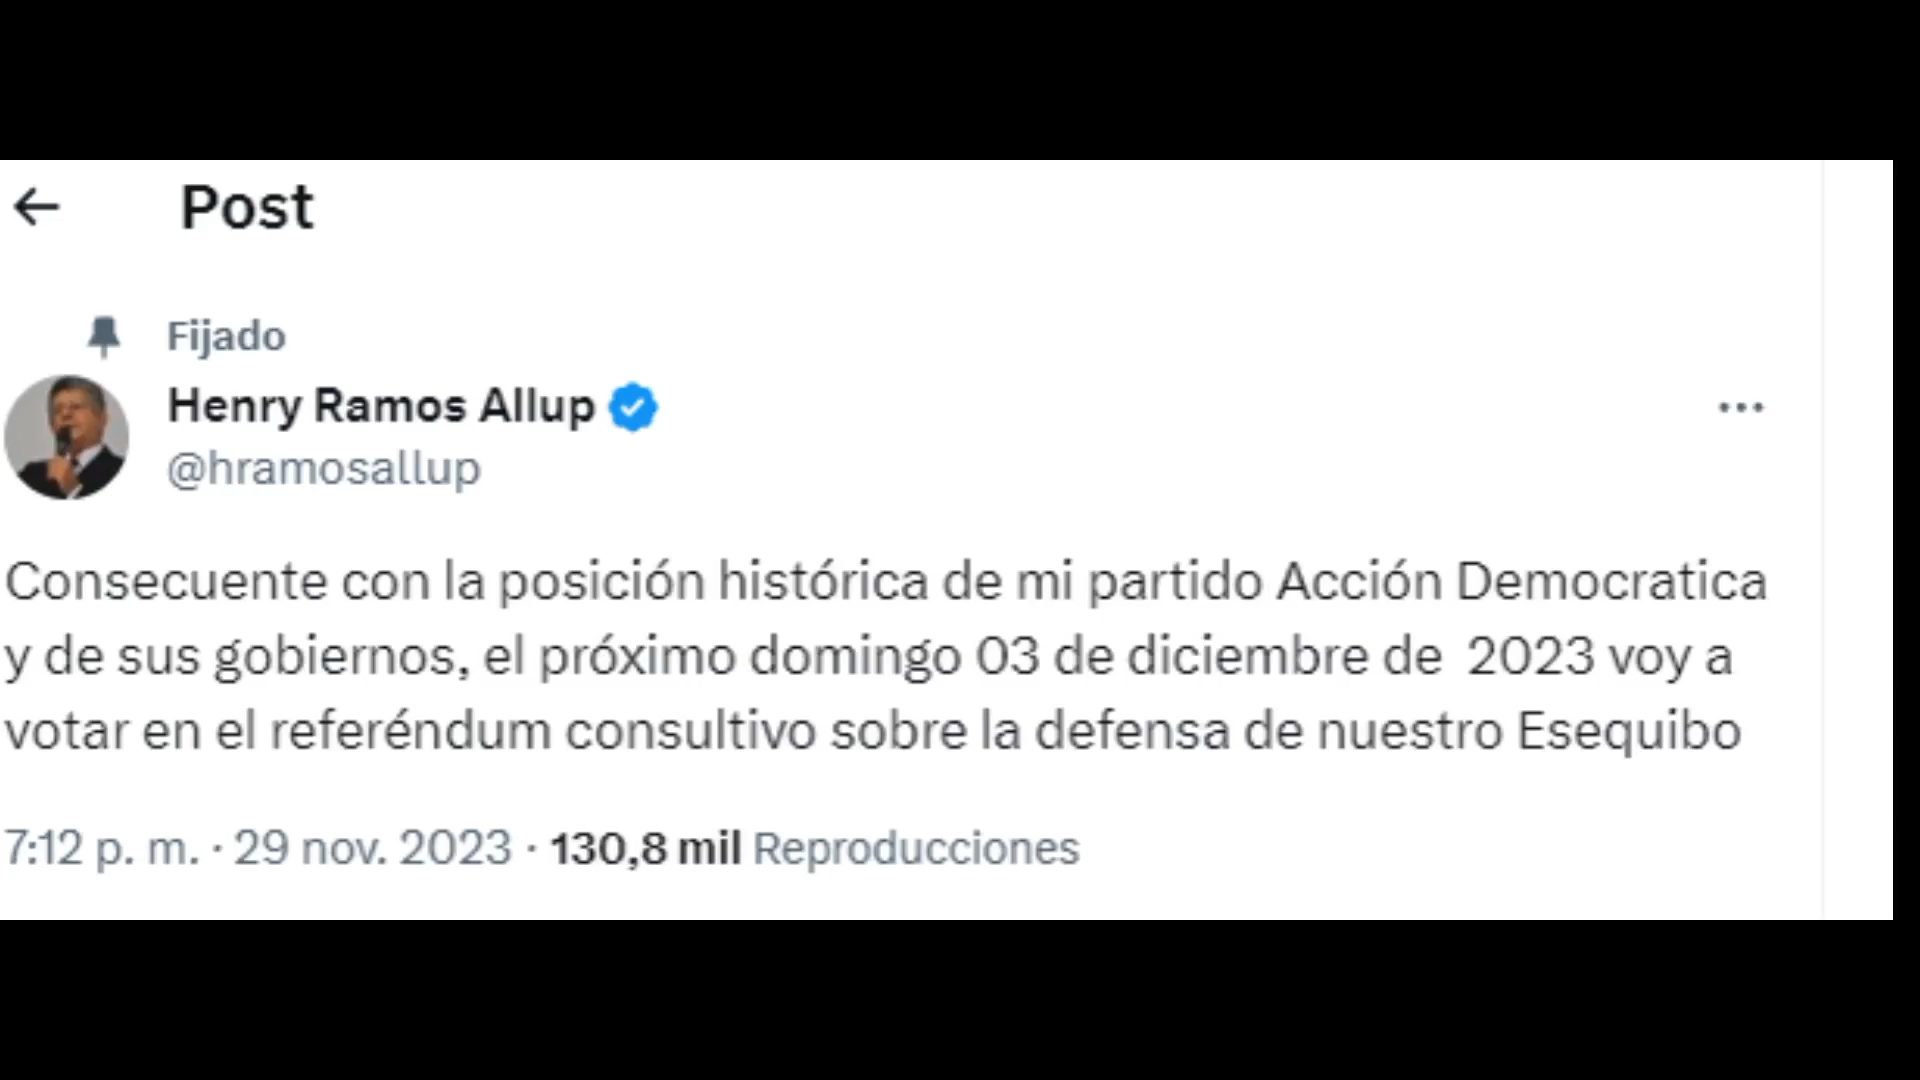 Post
Fijado
Henry Ramos Allup
@hramosallup
Consecuente con la posición histórica de mi partido Acción Democratica
y de sus gobiernos, el próximo domingo 03 de diciembre de 2023 voy a
votar en el referéndum consultivo sobre la defensa de nuestro Esequibo
7:12 p. m. · 29 nov. 2023 · 130,8 mil Reproducciones